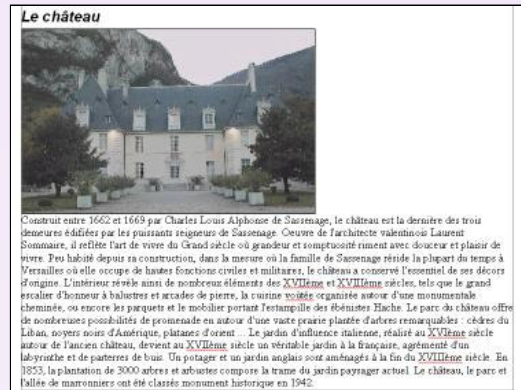 Le château
Construit entre 1662 et 1669 par Charles Louis Alphonse de Sassenage, le château est la dernière des trois
demeures édifiées par les puissants seigneurs de Sassenage. Oeuvre de l'architecte valentinois Laurent
Sommaire, il reflète l'art de vivre du Grand siècle où grandeur et somptuosité riment avec douceur et plaisir de
vivre. Peu habité depuis sa construction, dans la mesure où la famille de Sassenage réside la plupart du temps à
Versailles où elle occupe de hautes fonctions civiles et militaires, le château a conservé l'essentiel de ses décors
d'origine. L'intérieur révèle ainsi de nombreux éléments des XVIIème et XVIIIème siècles, tels que le grand
escalier d'honneur à balustres et arcades de pierre, la cuisine voûtée organisée autour d'une monumentale
cheminée, ou encore les parquets et le mobilier portant l'estampille des ébénistes Hache. Le parc du château offre
de nombreuses possibilités de promenade en autour d'une vaste prairie plantée d'arbres remarquables : cèdres du
Liban, noyers noirs d'Amérique, platanes d'orient ... Le jardin d'influence italienne, réalisé au XVIème siècle
autour de l'ancien château, devient au XVIIème siècle un véritable jardin à la française, agrémenté d'un
labyrinthe et de parterres de buis. Un potager et un jardin anglais sont aménagés à la fin du XVIIIème siècle. En
1853, la plantation de 3000 arbres et arbustes compose la trame du jardin paysager actuel. Le château, le parc et
l'allée de marronniers ont été classés monument historique en 1942.